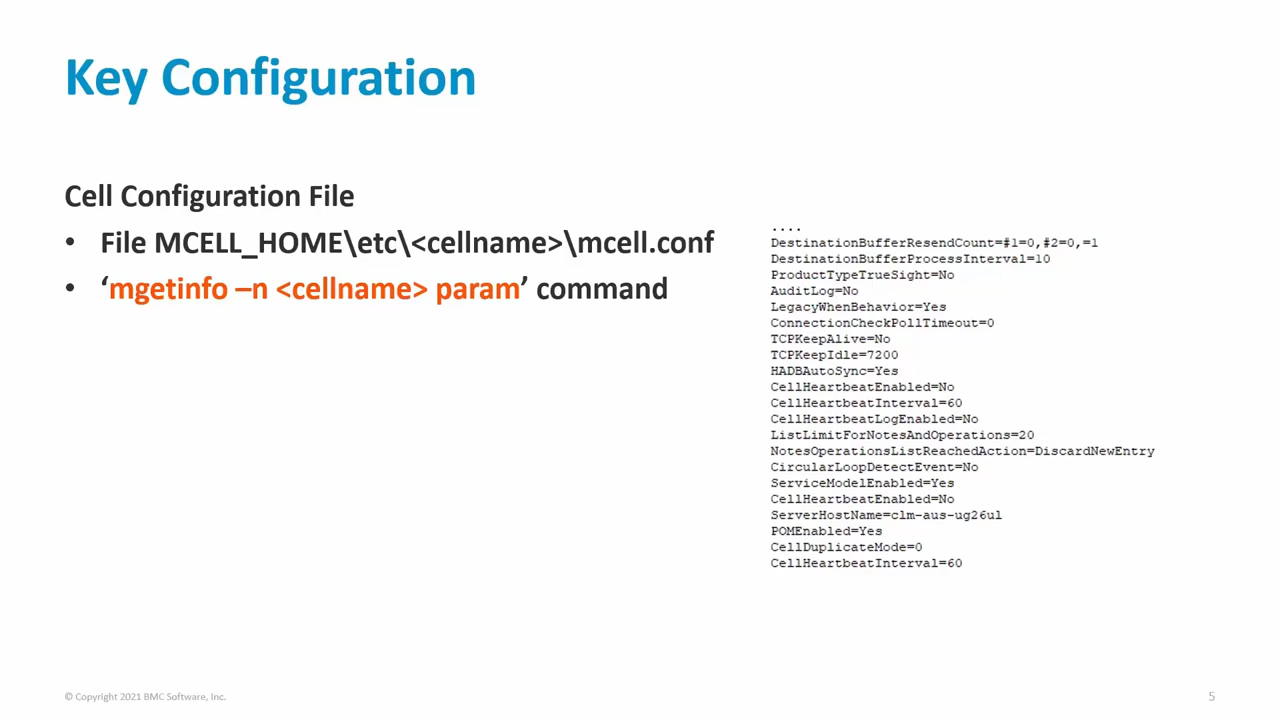 Key Configuration
Cell Configuration File
• File MCELL_HOME\etc\<cellname>\mcell.conf
• ‘mgetinfo –n <cellname> param’ command
....
DestinationBufferResendCount=#1=0,#2=0,=1
DestinationBufferProcessInterval=10
ProductTypeTrueSight=No
AuditLog=No
LegacyWhenBehavior=Yes
ConnectionCheckPollTimeout=0
TCPKeepAlive=No
TCPKeepIdle=7200
HADBAutoSync=Yes
CellHeartbeatEnabled=No
CellHeartbeatInterval=60
CellHeartbeatLogEnabled=No
ListLimitForNotesAndOperations=20
NotesOperationsListReachedAction=DiscardNewEntry
CircularLoopDetectEvent=No
ServiceModelEnabled=Yes
CellHeartbeatEnabled=No
ServerHostName=clm-aus-ug26ul
POMEnabled=Yes
CellDuplicateMode=0
CellHeartbeatInterval=60
© Copyright 2021 BMC Software, Inc.
5